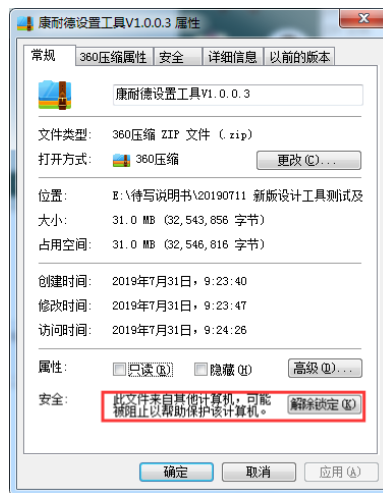 康耐德设置工具V1.0.0.3 属性
常规 360压缩属性 安全 详细信息 以前的版本
康耐德设置工具V1.0.0.3
文件类型: 360压缩 ZIP 文件 (.zip)
打开方式: 360压缩 更改(C)...
位置: E:\待写说明书\20190711 新版设计工具测试及
大小: 31.0 MB (32,543,856 字节)
占用空间: 31.0 MB (32,546,816 字节)
创建时间: 2019年7月31日，9:23:40
修改时间: 2019年7月31日，9:23:47
访问时间: 2019年7月31日，9:24:26
属性: 只读(R) 隐藏(H) 高级(D)...
安全: 此文件来自其他计算机，可能
被阻止以帮助保护该计算机。 解除锁定(K)
确定 取消 应用(A)